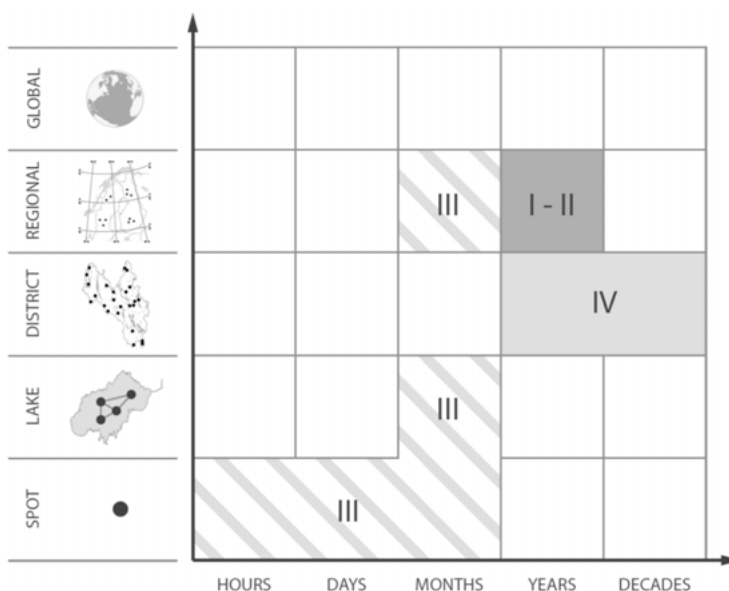 GLOBAL
REGIONAL
III
I - II
DISTRICT
IV
LAKE
III
SPOT
III
HOURS
DAYS
MONTHS
YEARS
DECADES